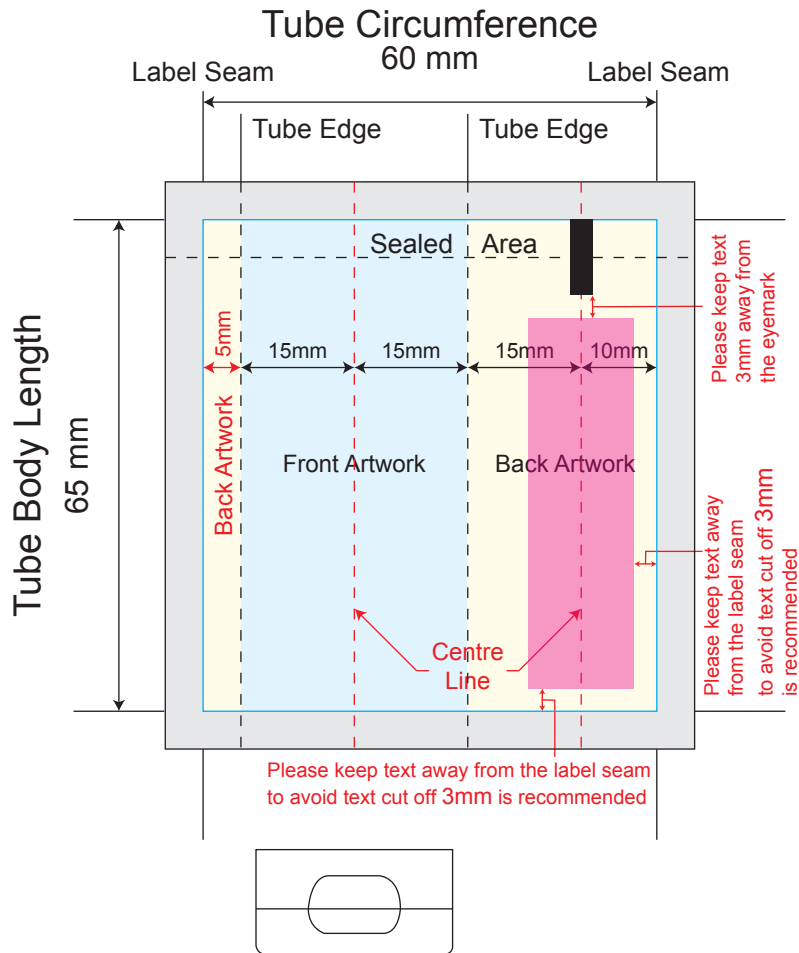 Tube Circumference
60 mm
Label Seam
Label Seam
Tube Edge
Tube Edge
Sealed Area
Please keep text
3mm away from
the eyemark
5mm
15mm
15mm
15mm
10mm
Tube Body Length
65 mm
Back Artwork
Front Artwork
Back Artwork
Please keep text away
from the label seam
to avoid text cut off 3mm
is recommended
Centre
Line
Please keep text away from the label seam
to avoid text cut off 3mm is recommended